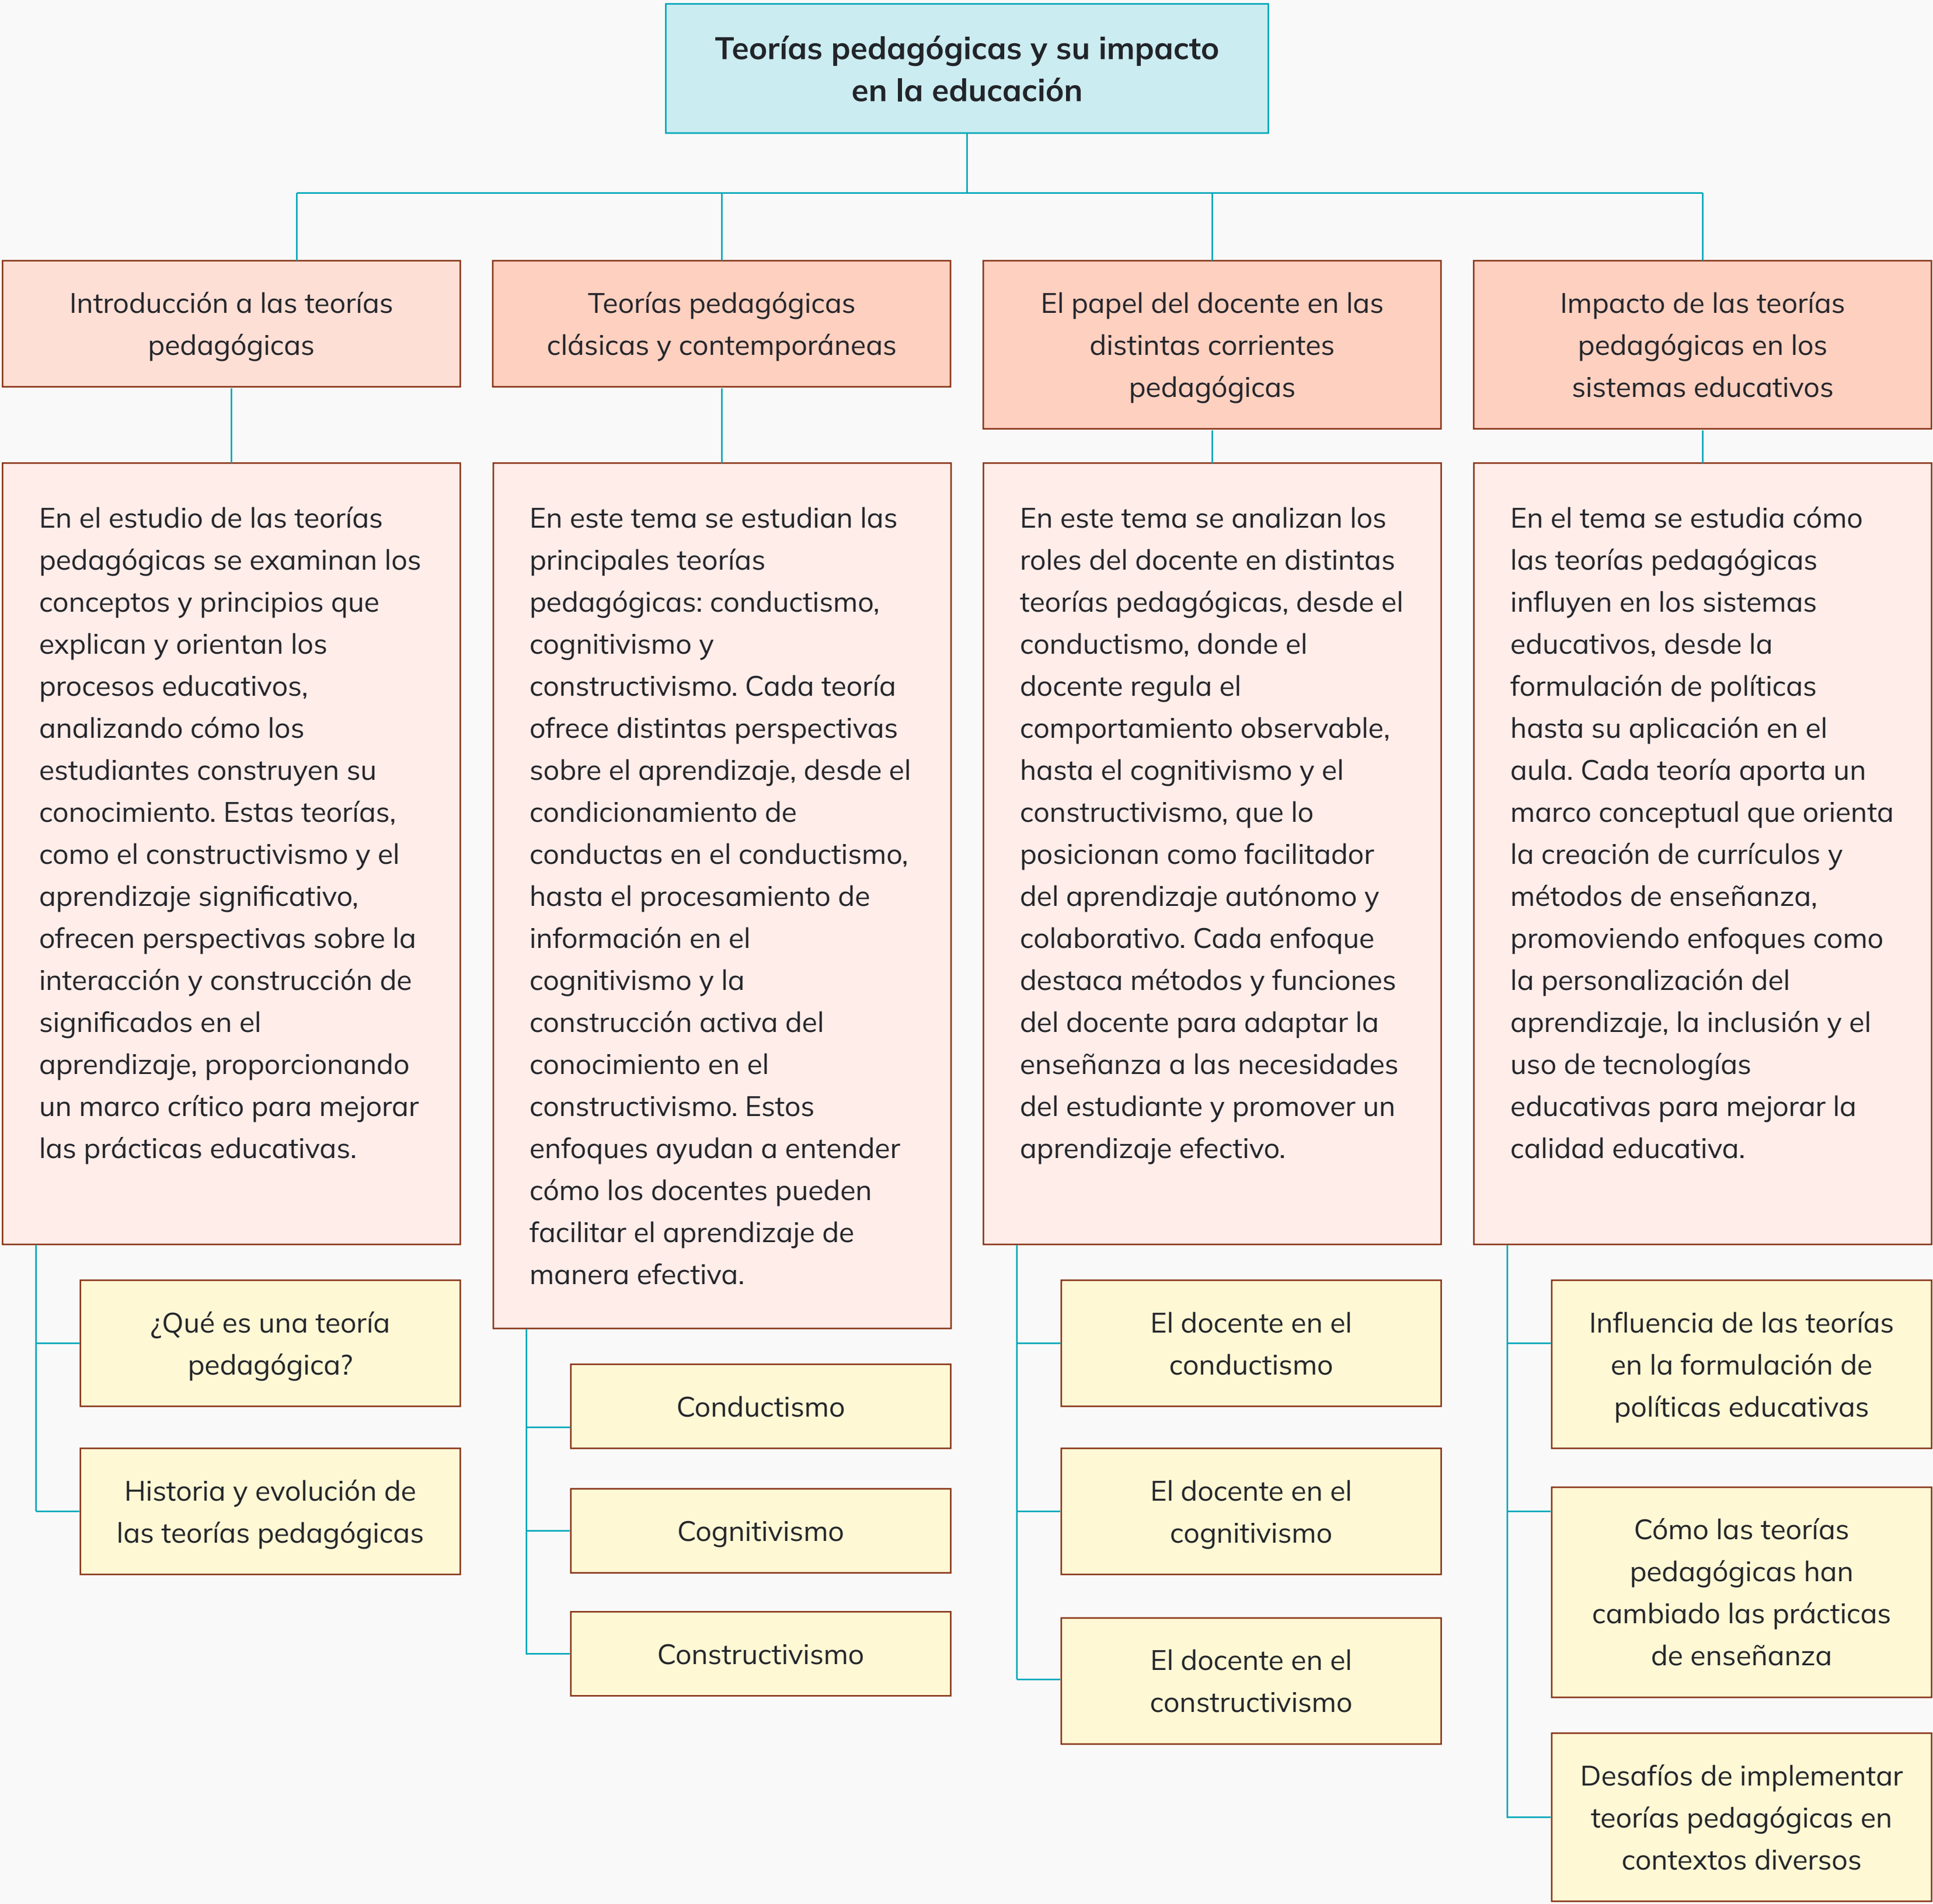 Teorías pedagógicas y su impacto
en la educación
Introducción a las teorías
pedagógicas
En el estudio de las teorías
pedagógicas se examinan los
conceptos y principios que
explican y orientan los
procesos educativos,
analizando cómo los
estudiantes construyen su
conocimiento. Estas teorías,
como el constructivismo y el
aprendizaje significativo,
ofrecen perspectivas sobre la
interacción y construcción de
significados en el
aprendizaje, proporcionando
un marco crítico para mejorar
las prácticas educativas.
¿Qué es una teoría
pedagógica?
Historia y evolución de
las teorías pedagógicas
Teorías pedagógicas
clásicas y contemporáneas
En este tema se estudian las
principales teorías
pedagógicas: conductismo,
cognitivismo y
constructivismo. Cada teoría
ofrece distintas perspectivas
sobre el aprendizaje, desde el
condicionamiento de
conductas en el conductismo,
hasta el procesamiento de
información en el
cognitivismo y la
construcción activa del
conocimiento en el
constructivismo. Estos
enfoques ayudan a entender
cómo los docentes pueden
facilitar el aprendizaje de
manera efectiva.
Conductismo
Cognitivismo
Constructivismo
El papel del docente en las
distintas corrientes
pedagógicas
En este tema se analizan los
roles del docente en distintas
teorías pedagógicas, desde el
conductismo, donde el
docente regula el
comportamiento observable,
hasta el cognitivismo y el
constructivismo, que lo
posicionan como facilitador
del aprendizaje autónomo y
colaborativo. Cada enfoque
destaca métodos y funciones
del docente para adaptar la
enseñanza a las necesidades
del estudiante y promover un
aprendizaje efectivo.
El docente en el
conductismo
El docente en el
cognitivismo
El docente en el
constructivismo
Impacto de las teorías
pedagógicas en los
sistemas educativos
En el tema se estudia cómo
las teorías pedagógicas
influyen en los sistemas
educativos, desde la
formulación de políticas
hasta su aplicación en el
aula. Cada teoría aporta un
marco conceptual que orienta
la creación de currículos y
métodos de enseñanza,
promoviendo enfoques como
la personalización del
aprendizaje, la inclusión y el
uso de tecnologías
educativas para mejorar la
calidad educativa.
Influencia de las teorías
en la formulación de
políticas educativas
Cómo las teorías
pedagógicas han
cambiado las prácticas
de enseñanza
Desafíos de implementar
teorías pedagógicas en
contextos diversos